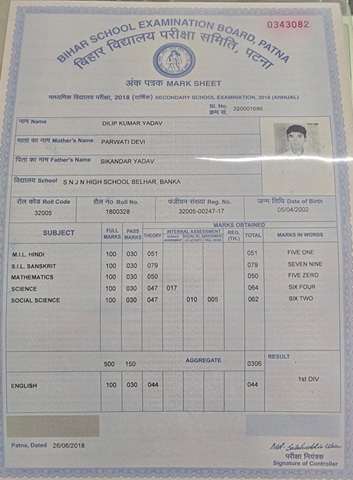 0343082
BIHAR SCHOOL EXAMINATION BOARD, PATNA
बिहार विद्यालय परीक्षा समिति, पटना
अंक पत्रक MARK SHEET
माध्यमिक विद्यालय परीक्षा, 2018 (वार्षिक) SECONDARY SCHOOL EXAMINATION, 2018 (ANNUAL)
Sl. No.
क्रम सं. 320001686
नाम Name DILIP KUMAR YADAV
माता का नाम Mother's Name PARWATI DEVI
पिता का नाम Father's Name SIKANDAR YADAV
विद्यालय School S N J N HIGH SCHOOL BELHAR, BANKA
रौल कोड Roll Code रौल नं० Roll No. पंजीयन संख्या Reg. No. जन्म तिथि Date of Birth
32005 1800328 32005-00247-17 05/04/2002
MARKS OBTAINED
SUBJECT FULL MARKS PASS MARKS THEORY INTERNAL ASSESSMENT REG. (TH.) TOTAL MARKS IN WORDS
M.I.L. HINDI 100 030 051 051 FIVE ONE
S.I.L. SANSKRIT 100 030 079 079 SEVEN NINE
MATHEMATICS 100 030 050 050 FIVE ZERO
SCIENCE 100 030 047 017 064 SIX FOUR
SOCIAL SCIENCE 100 030 047 010 005 062 SIX TWO
500 150 AGGREGATE 0306 RESULT
1st DIV
ENGLISH 100 030 044 044
Patna, Dated 26/06/2018
परीक्षा नियंत्रक
Signature of Controller